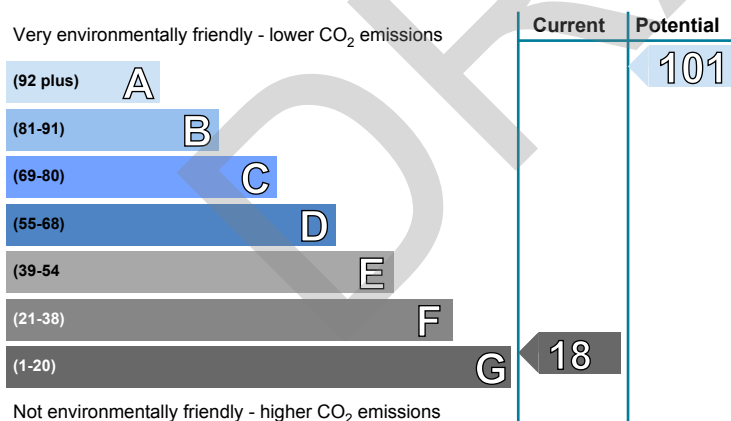 Very environmentally friendly - lower CO₂ emissions
Current
Potential
(92 plus) A
101
(81-91) B
(69-80) C
(55-68) D
(39-54 E
(21-38) F
(1-20) G
18
Not environmentally friendly - higher CO₂ emissions